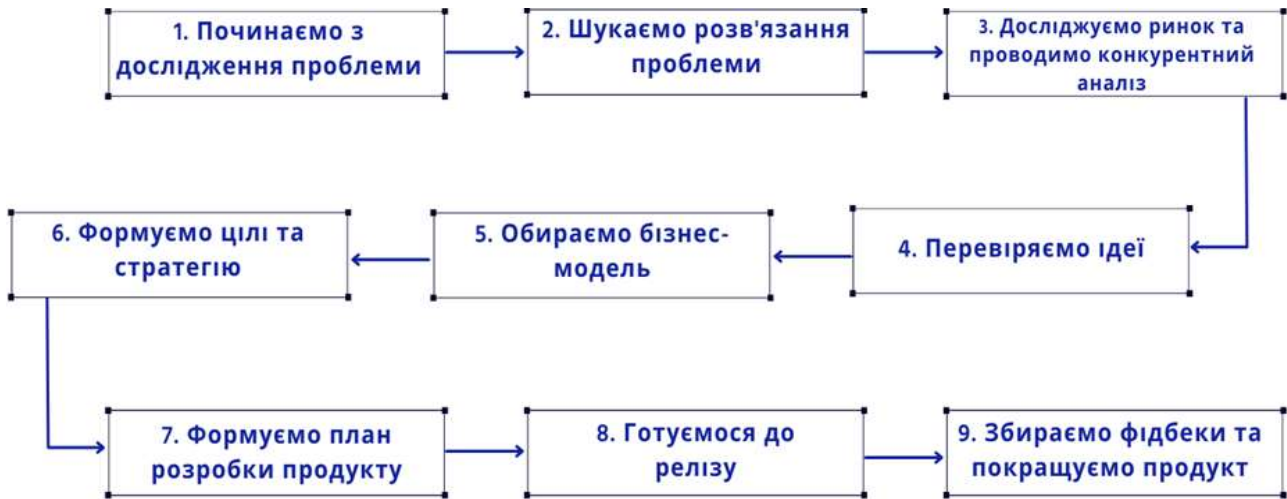 1. Починаємо з
дослідження проблеми
2. Шукаємо розв'язання
проблеми
3. Досліджуємо ринок та
проводимо конкурентний
аналіз
4. Перевіряємо ідеї
5. Обираємо бізнес-
модель
6. Формуємо цілі та
стратегію
7. Формуємо план
розробки продукту
8. Готуємося до
релізу
9. Збираємо фідбеки та
покращуємо продукт